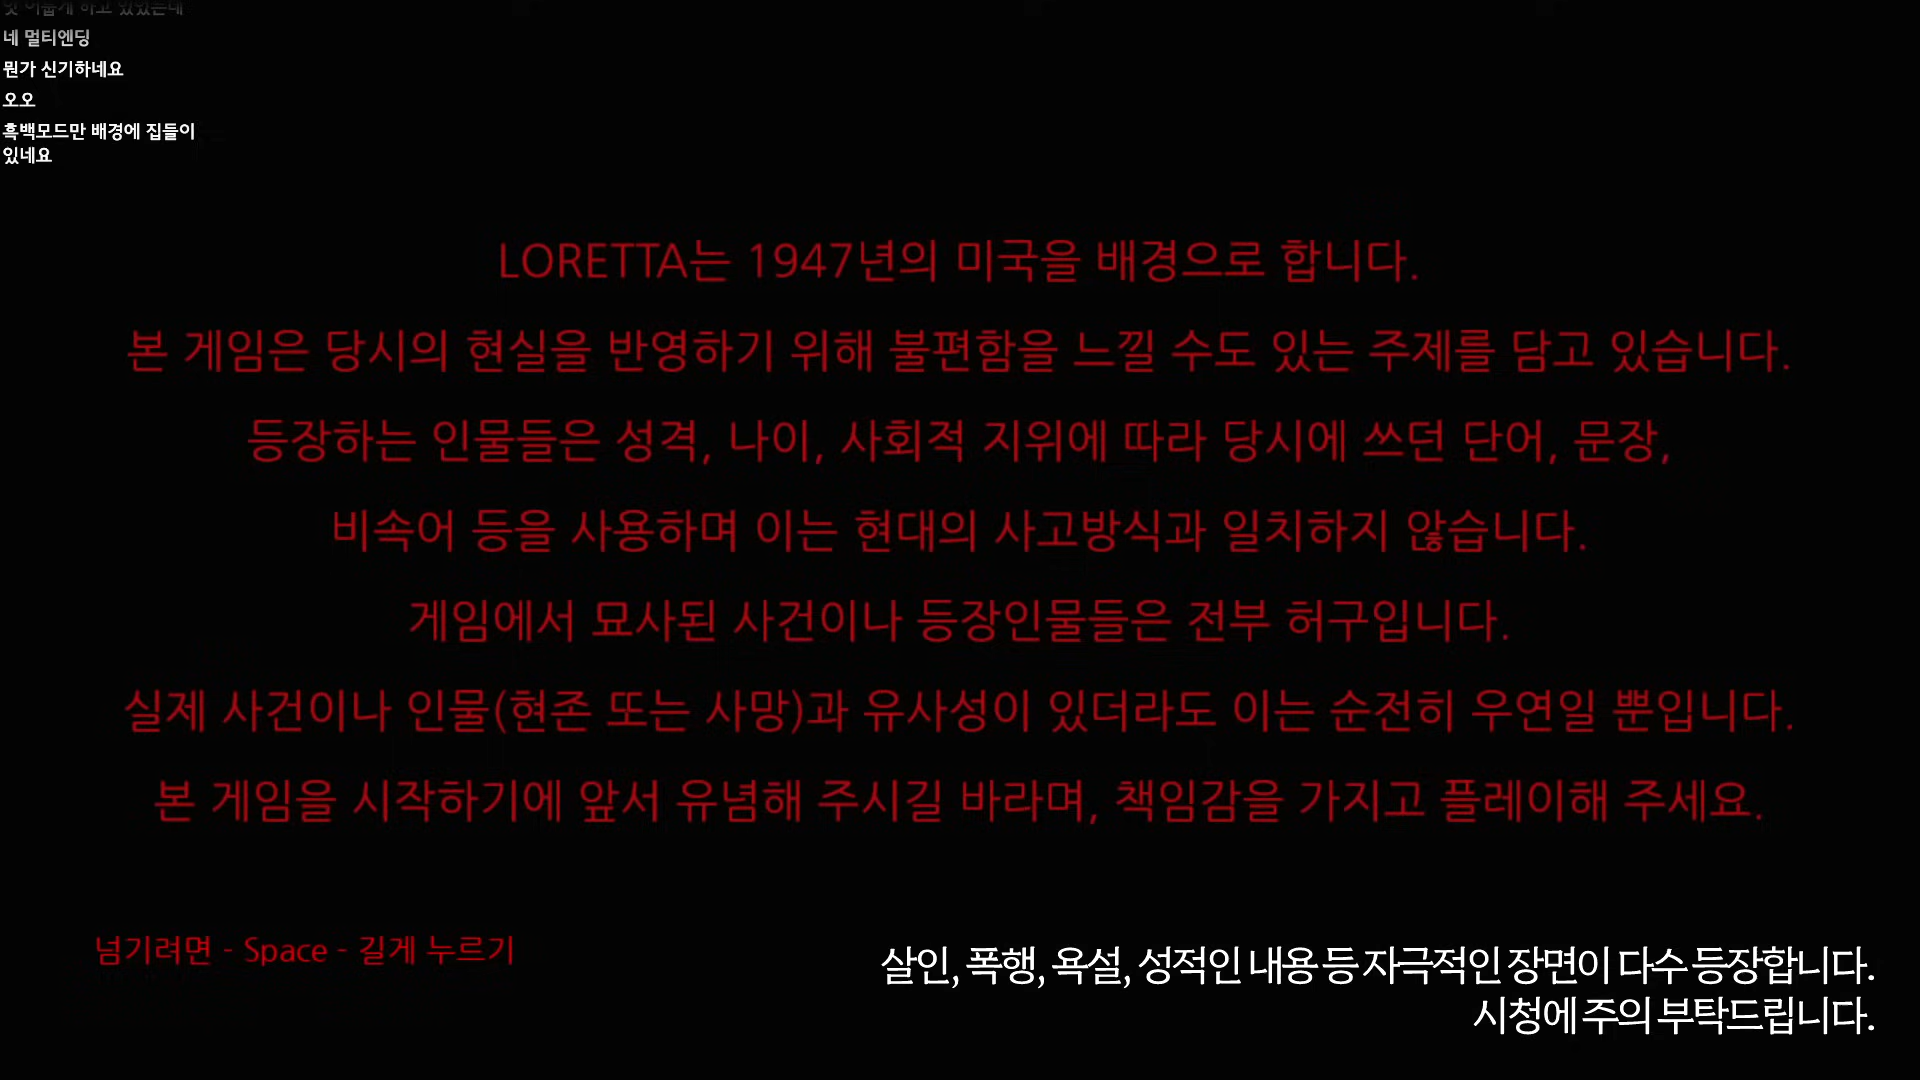 하고 있었는데
네 멀티엔딩
뭔가 신기하네요
오오
흑백모드만 배경에 집들이
있네요
LORETTA는 1947년의 미국을 배경으로 합니다.
본 게임은 당시의 현실을 반영하기 위해 불편함을 느낄 수도 있는 주제를 담고 있습니다.
등장하는 인물들은 성격, 나이, 사회적 지위에 따라 당시에 쓰던 단어, 문장,
비속어 등을 사용하며 이는 현대의 사고방식과 일치하지 않습니다.
게임에서 묘사된 사건이나 등장인물들은 전부 허구입니다.
실제 사건이나 인물(현존 또는 사망)과 유사성이 있더라도 이는 순전히 우연일 뿐입니다.
본 게임을 시작하기에 앞서 유념해 주시길 바라며, 책임감을 가지고 플레이해 주세요.
넘기려면 - Space - 길게 누르기
살인, 폭행, 욕설, 성적인 내용 등 자극적인 장면이 다수 등장합니다.
시청에 주의 부탁드립니다.